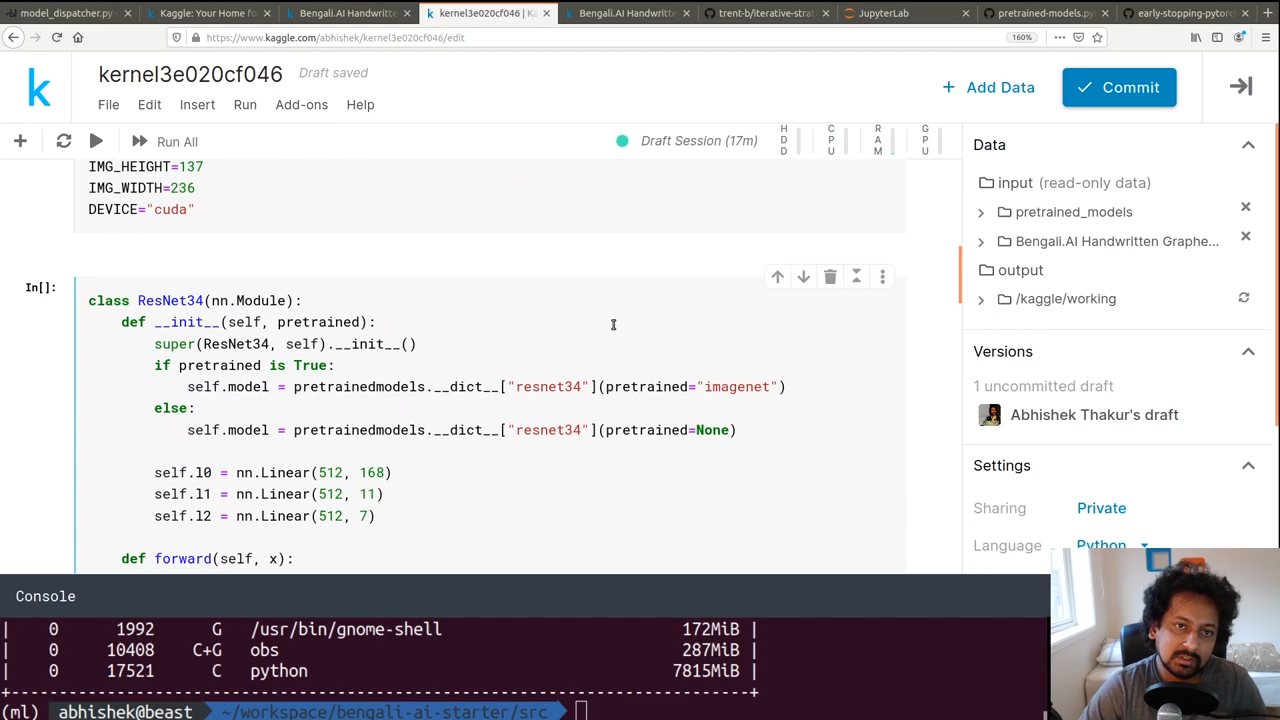 model_dispatcher.py -
Kaggle: Your Home fo
Bengali.AI Handwritte
kernel3e020cf046 | Ka
Bengali.AI Handwritte
trent-b/iterative-strat
JupyterLab
pretrained-models.py
early-stopping-pytorc
https://www.kaggle.com/abhishek/kernel3e020cf046/edit
160%
k
kernel3e020cf046
Draft saved
File Edit Insert Run Add-ons Help
+ Add Data
Commit
Run All
Draft Session (17m)
HDD
CPU
RAM
GPU
IMG_HEIGHT=137
IMG_WIDTH=236
DEVICE="cuda"
In[]:
class ResNet34(nn.Module):
    def __init__(self, pretrained):
        super(ResNet34, self).__init__()
        if pretrained is True:
            self.model = pretrainedmodels.__dict__["resnet34"](pretrained="imagenet")
        else:
            self.model = pretrainedmodels.__dict__["resnet34"](pretrained=None)
        self.l0 = nn.Linear(512, 168)
        self.l1 = nn.Linear(512, 11)
        self.l2 = nn.Linear(512, 7)
    def forward(self, x):
Data
input (read-only data)
pretrained_models
Bengali.AI Handwritten Graphe...
output
/kaggle/working
Versions
1 uncommitted draft
Abhishek Thakur's draft
Settings
Sharing Private
Language Python
Console
| 0 1992 G /usr/bin/gnome-shell 172MiB |
| 0 10408 C+G obs 287MiB |
| 0 17521 C python 7815MiB |
+-----------------------------------------------------------------------------+
(ml) abhishek@beast ~/workspace/bengali-ai-starter/src